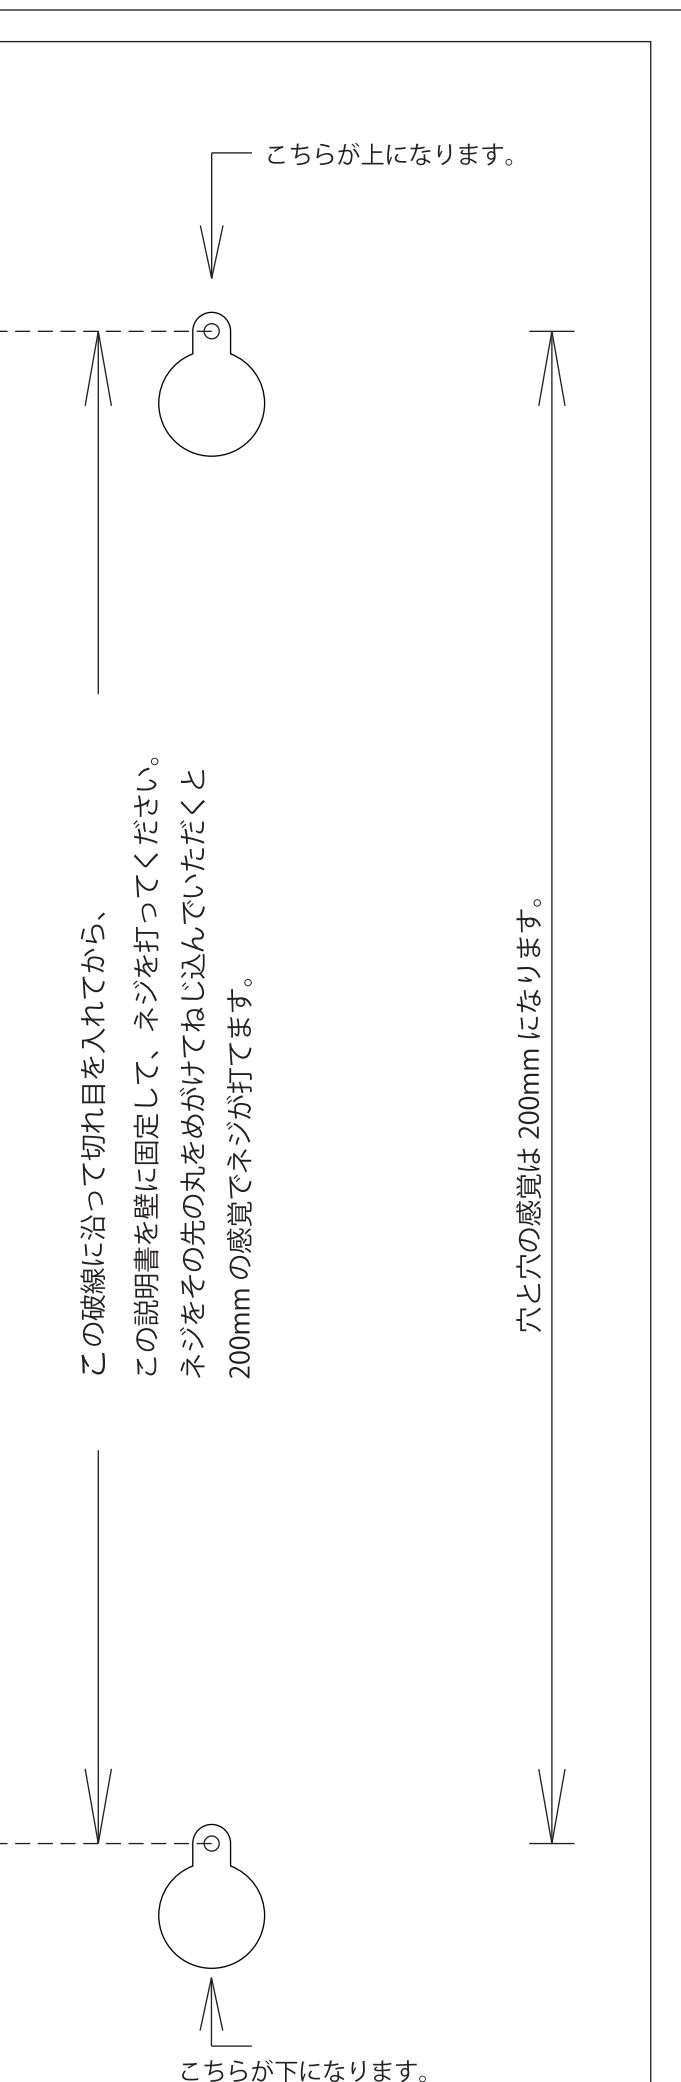 こちらが上になります。
この破線に沿って切れ目を入れてから、
この説明書を壁に固定して、ネジを打ってください。
ネジをその先の丸をめがけてねじ込んでいただくと
200mm の感覚でネジが打てます。
穴と穴の感覚は 200mm になります。
こちらが下になります。